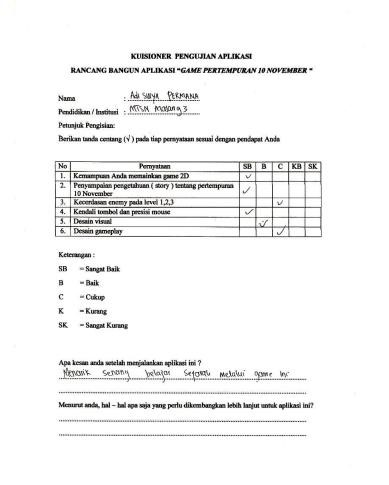 KUISIONER PENGUJIAN APLIKASI
RANCANG BANGUN APLIKASI "GAME PERTEMPURAN 10 NOVEMBER "
Nama : Adi SURYA PERMANA
Pendidikan / Institusi : MTSN Malang 3
Petunjuk Pengisian:
Berikan tanda centang (√ ) pada tiap pernyataan sesuai dengan pendapat Anda
No Pernyataan SB B C KB SK
1. Kemampuan Anda memainkan game 2D √
2. Penyampaian pengetahuan ( story ) tentang pertempuran
10 November √
3. Kecerdasan enemy pada level 1,2,3 √
4. Kendali tombol dan presisi mouse √
5. Desain visual √
6. Desain gameplay √
Keterangan :
SB = Sangat Baik
B = Baik
C = Cukup
K = Kurang
SK = Sangat Kurang
Apa kesan anda setelah menjalankan aplikasi ini ?
Menarik senang belajar sejarah melalui game ini
Menurut anda, hal – hal apa saja yang perlu dikembangkan lebih lanjut untuk aplikasi ini?